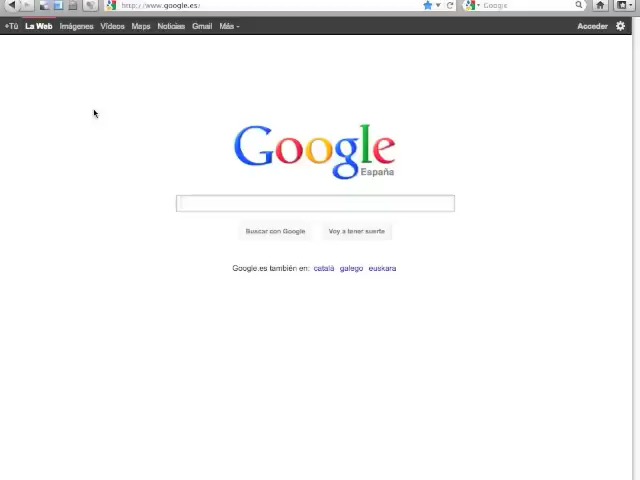 http://www.google.es/
Google
+Tú La Web Imágenes Vídeos Maps Noticias Gmail Más
Acceder
Google
España
Buscar con Google
Voy a tener suerte
Google.es también en: català galego euskara